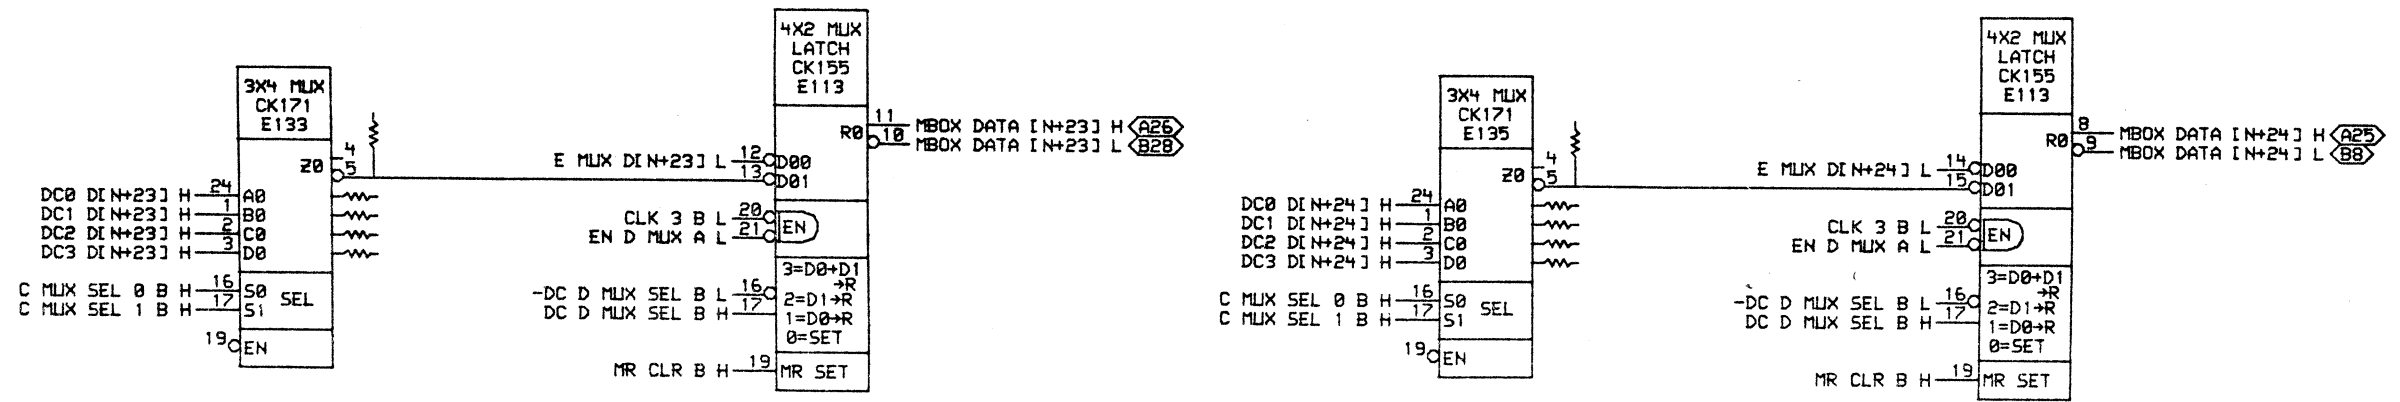 4X2 MUX
LATCH
CK155
E113
3X4 MUX
CK171
E133
Z0
4
5
DC0 D[N+23] H 24 A0
DC1 D[N+23] H 1 B0
DC2 D[N+23] H 2 C0
DC3 D[N+23] H 3 D0
C MUX SEL 0 B H 16 S0
C MUX SEL 1 B H 17 S1
SEL
19 EN
R0
11 MBOX DATA [N+23] H A26
10 MBOX DATA [N+23] L B28
E MUX D[N+23] L 12 D00
13 D01
CLK 3 B L 20
EN D MUX A L 21
EN
-DC D MUX SEL B L 16
DC D MUX SEL B H 17
3=D0+D1
→R
2=D1→R
1=D0→R
0=SET
MR CLR B H 19 MR SET
4X2 MUX
LATCH
CK155
E113
3X4 MUX
CK171
E135
Z0
4
5
DC0 D[N+24] H 24 A0
DC1 D[N+24] H 1 B0
DC2 D[N+24] H 2 C0
DC3 D[N+24] H 3 D0
C MUX SEL 0 B H 16 S0
C MUX SEL 1 B H 17 S1
SEL
19 EN
R0
8 MBOX DATA [N+24] H A25
9 MBOX DATA [N+24] L B8
E MUX D[N+24] L 14 D00
15 D01
CLK 3 B L 20
EN D MUX A L 21
EN
-DC D MUX SEL B L 16
DC D MUX SEL B H 17
3=D0+D1
→R
2=D1→R
1=D0→R
0=SET
MR CLR B H 19 MR SET